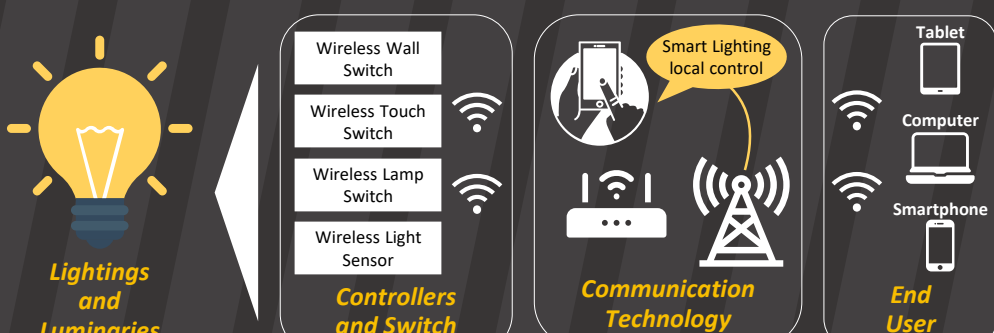 Wireless Wall
Switch
Wireless Touch
Switch
Wireless Lamp
Switch
Wireless Light
Sensor
Smart Lighting
local control
Tablet
Computer
Smartphone
Lightings
and
Luminaries
Controllers
and Switch
Communication
Technology
End
User